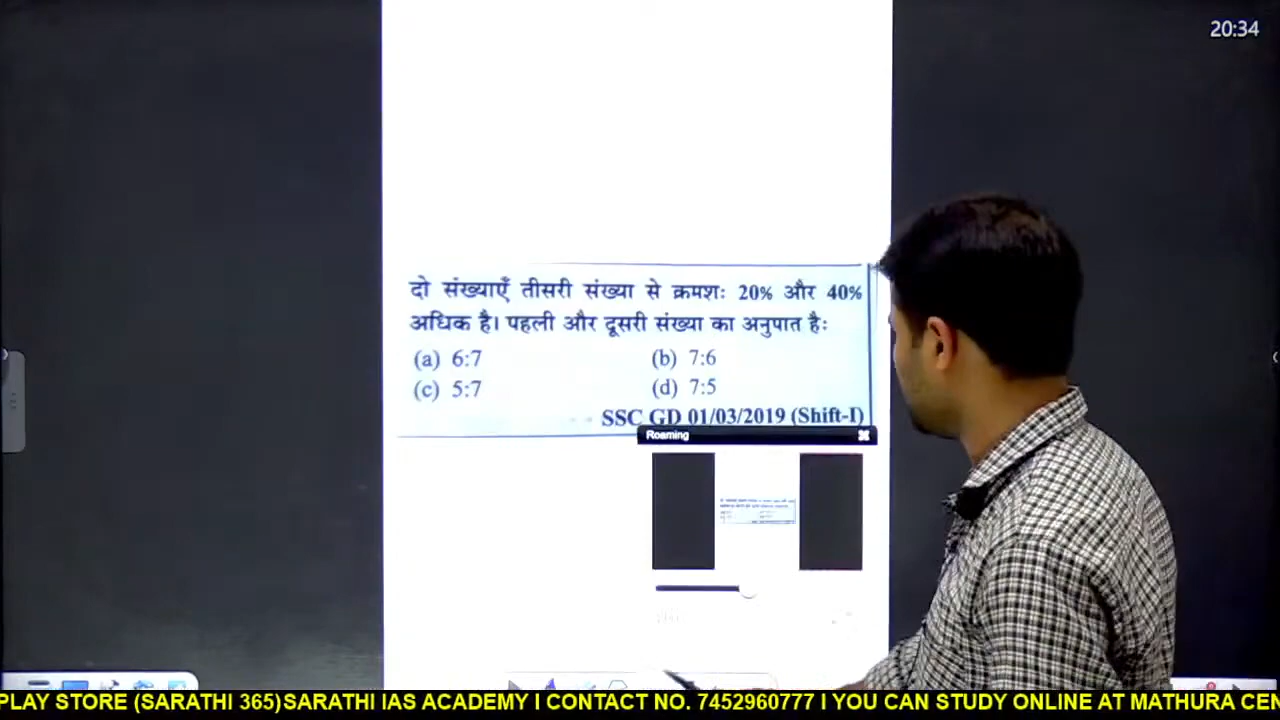 20:34
दो संख्याएँ तीसरी संख्या से क्रमशः 20% और 40%
अधिक है। पहली और दूसरी संख्या का अनुपात हैः
(a) 6:7 (b) 7:6
(c) 5:7 (d) 7:5
SSC GD 01/03/2019 (Shift-I)
Roaming
PLAY STORE (SARATHI 365)SARATHI IAS ACADEMY I CONTACT NO. 7452960777 I YOU CAN STUDY ONLINE AT MATHURA CEN